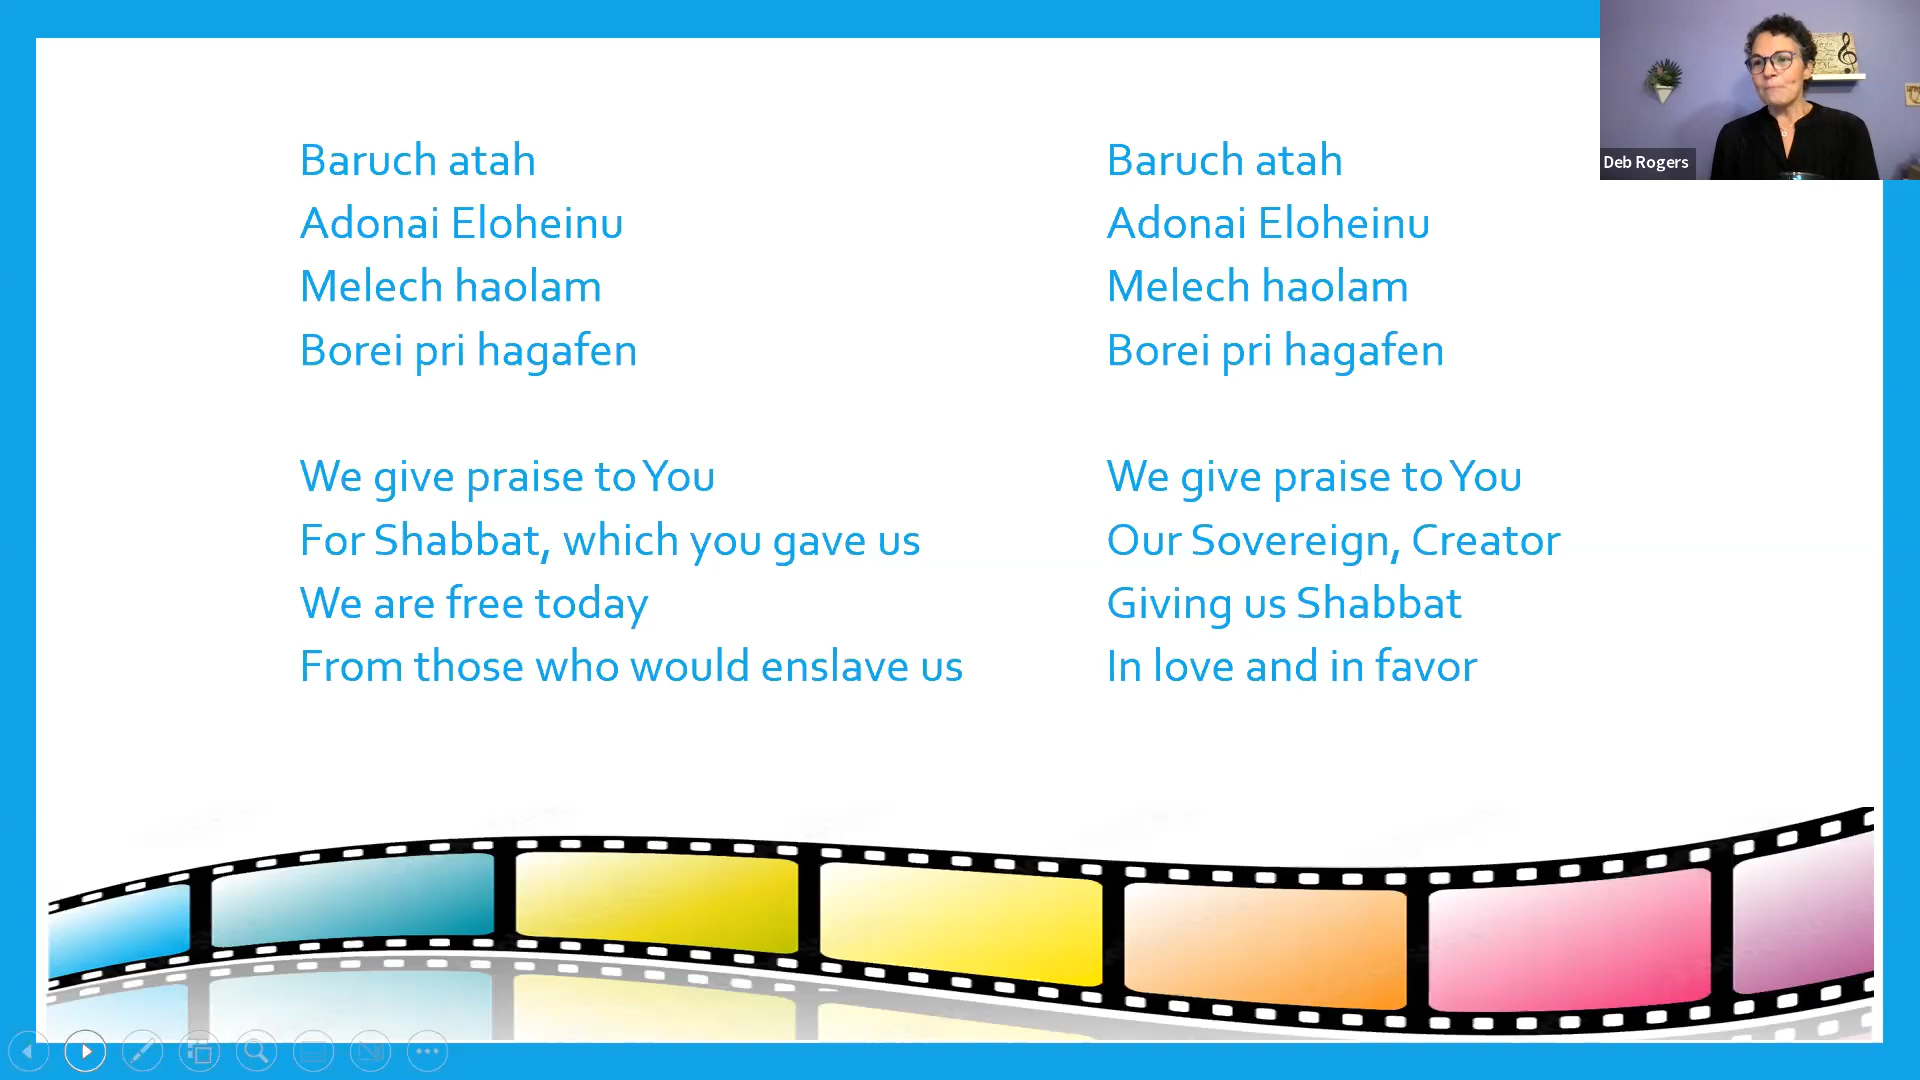 Baruch atah
Adonai Eloheinu
Melech haolam
Borei pri hagafen
We give praise to You
For Shabbat, which you gave us
We are free today
From those who would enslave us
Baruch atah
Adonai Eloheinu
Melech haolam
Borei pri hagafen
We give praise to You
Our Sovereign, Creator
Giving us Shabbat
In love and in favor
Deb Rogers